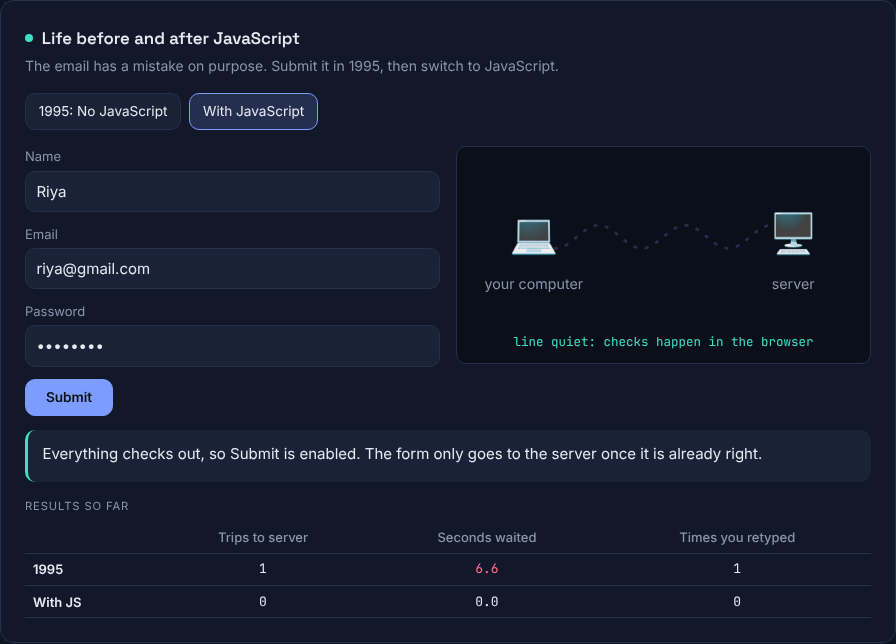 Life before and after JavaScript
The email has a mistake on purpose. Submit it in 1995, then switch to JavaScript.
1995: No JavaScript
With JavaScript
Name
Riya
Email
riya@gmail.com
Password
••••••••
Submit
your computer
server
line quiet: checks happen in the browser
Everything checks out, so Submit is enabled. The form only goes to the server once it is already right.
RESULTS SO FAR
Trips to server Seconds waited Times you retyped
1995 1 6.6 1
With JS 0 0.0 0